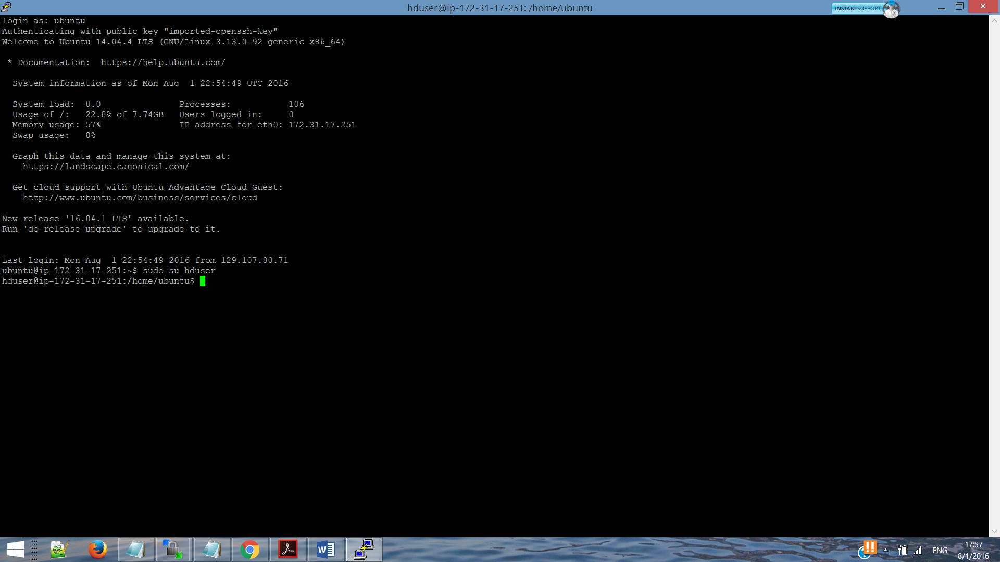 hduser@ip-172-31-17-251: /home/ubuntu
INSTANTSUPPORT
login as: ubuntu
Authenticating with public key "imported-openssh-key"
Welcome to Ubuntu 14.04.4 LTS (GNU/Linux 3.13.0-92-generic x86_64)
* Documentation:  https://help.ubuntu.com/
System information as of Mon Aug  1 22:54:49 UTC 2016
System load:  0.0               Processes:           106
Usage of /:   22.8% of 7.74GB   Users logged in:     0
Memory usage: 57%               IP address for eth0: 172.31.17.251
Swap usage:   0%
Graph this data and manage this system at:
https://landscape.canonical.com/
Get cloud support with Ubuntu Advantage Cloud Guest:
http://www.ubuntu.com/business/services/cloud
New release '16.04.1 LTS' available.
Run 'do-release-upgrade' to upgrade to it.
Last login: Mon Aug  1 22:54:49 2016 from 129.107.80.71
ubuntu@ip-172-31-17-251:~$ sudo su hduser
hduser@ip-172-31-17-251:/home/ubuntu$
ENG
17:57
8/1/2016